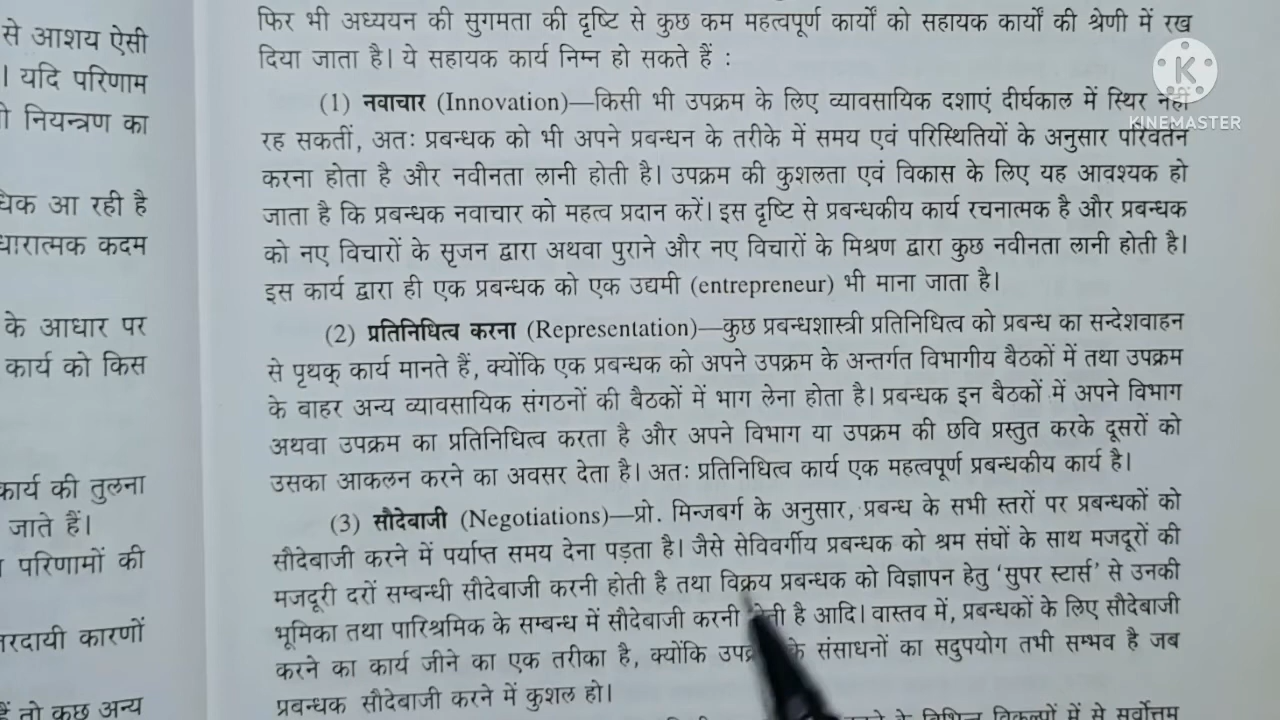 से आशय ऐसी
। यदि परिणाम
नियन्त्रण का
आ रही है
कदम
के आधार पर
कार्य को किस
कार्य की तुलना
जाते हैं।
परिणामों की
कारणों
तो कुछ अन्य
फिर भी अध्ययन की सुगमता की दृष्टि से कुछ कम महत्वपूर्ण कार्यों को सहायक कार्यों की श्रेणी में रख
दिया जाता है। ये सहायक कार्य निम्न हो सकते हैं :
(1) नवाचार (Innovation)—किसी भी उपक्रम के लिए व्यावसायिक दशाएं दीर्घकाल में स्थिर नहीं
रह सकतीं, अतः प्रबन्धक को भी अपने प्रबन्धन के तरीके में समय एवं परिस्थितियों के अनुसार परिवर्तन
करना होता है और नवीनता लानी होती है। उपक्रम की कुशलता एवं विकास के लिए यह आवश्यक हो
जाता है कि प्रबन्धक नवाचार को महत्व प्रदान करें। इस दृष्टि से प्रबन्धकीय कार्य रचनात्मक है और प्रबन्धक
को नए विचारों के सृजन द्वारा अथवा पुराने और नए विचारों के मिश्रण द्वारा कुछ नवीनता लानी होती है।
इस कार्य द्वारा ही एक प्रबन्धक को एक उद्यमी (entrepreneur) भी माना जाता है।
(2) प्रतिनिधित्व करना (Representation)—कुछ प्रबन्धशास्त्री प्रतिनिधित्व को प्रबन्ध का सन्देशवाहन
से पृथक् कार्य मानते हैं, क्योंकि एक प्रबन्धक को अपने उपक्रम के अन्तर्गत विभागीय बैठकों में तथा उपक्रम
के बाहर अन्य व्यावसायिक संगठनों की बैठकों में भाग लेना होता है। प्रबन्धक इन बैठकों में अपने विभाग
अथवा उपक्रम का प्रतिनिधित्व करता है और अपने विभाग या उपक्रम की छवि प्रस्तुत करके दूसरों को
उसका आकलन करने का अवसर देता है। अतः प्रतिनिधित्व कार्य एक महत्वपूर्ण प्रबन्धकीय कार्य है।
(3) सौदेबाजी (Negotiations)—प्रो. मिन्जबर्ग के अनुसार, प्रबन्ध के सभी स्तरों पर प्रबन्धकों को
सौदेबाजी करने में पर्याप्त समय देना पड़ता है। जैसे सेविवर्गीय प्रबन्धक को श्रम संघों के साथ मजदूरों की
मजदूरी दरों सम्बन्धी सौदेबाजी करनी होती है तथा विक्रय प्रबन्धक को विज्ञापन हेतु ‘सुपर स्टार्स’ से उनकी
भूमिका तथा पारिश्रमिक के सम्बन्ध में सौदेबाजी करनी होती है आदि। वास्तव में, प्रबन्धकों के लिए सौदेबाजी
करने का कार्य जीने का एक तरीका है, क्योंकि उपक्रम के संसाधनों का सदुपयोग तभी सम्भव है जब
प्रबन्धक सौदेबाजी करने में कुशल हो।
के विभिन्न विकल्पों में से सर्वोत्तम
K
KINEMASTER